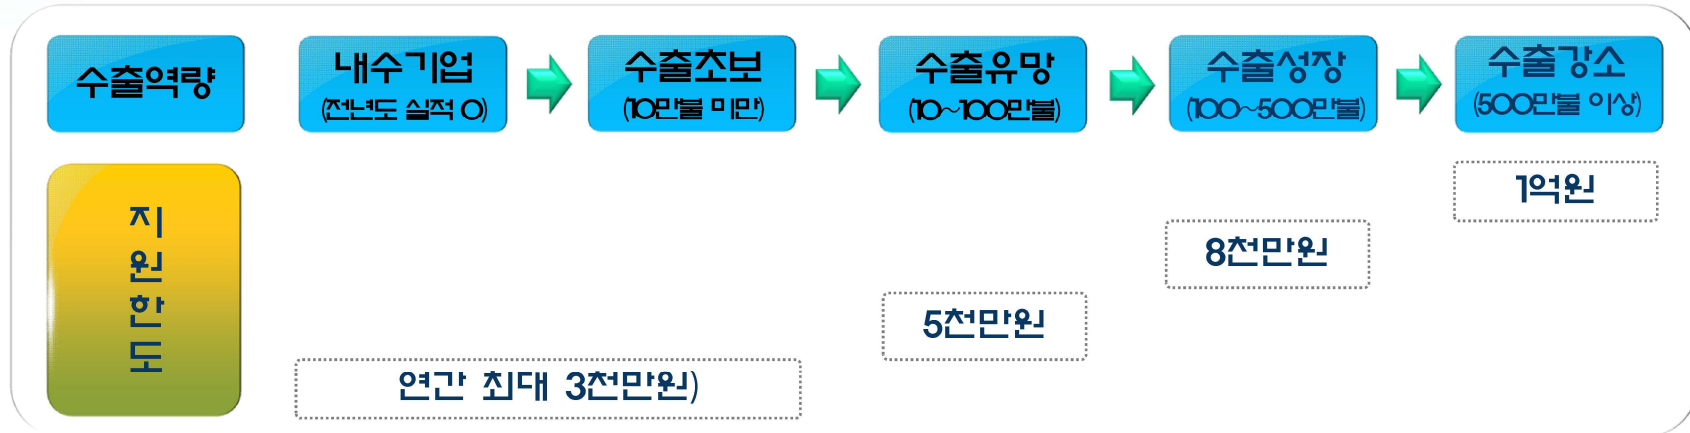 수출역량
내수기업
(전년도 실적 0)
수출초보
(10만불 미만)
수출유망
(10~100만불)
수출성장
(100~500만불)
수출강소
(500만불 이상)
지
원
한
도
1억원
8천만원
5천만원
연간 최대 3천만원)